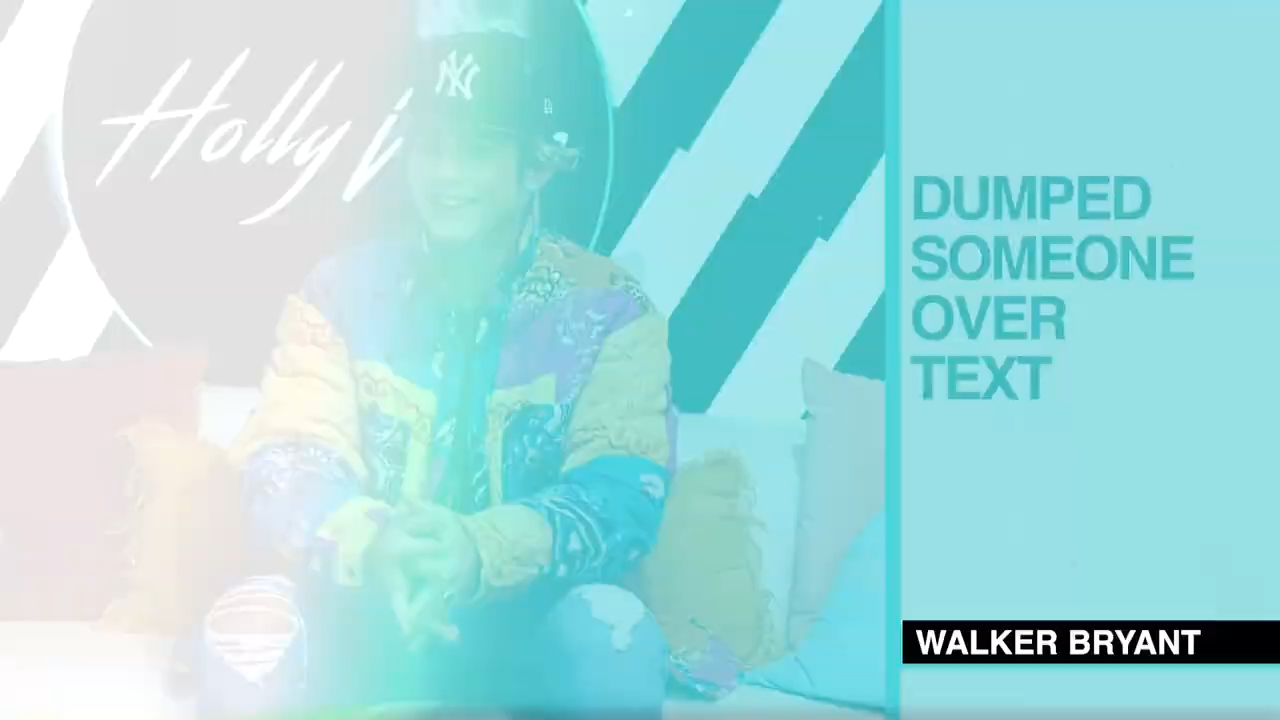 Holly
NY
DUMPED
SOMEONE
OVER
TEXT
WALKER BRYANT